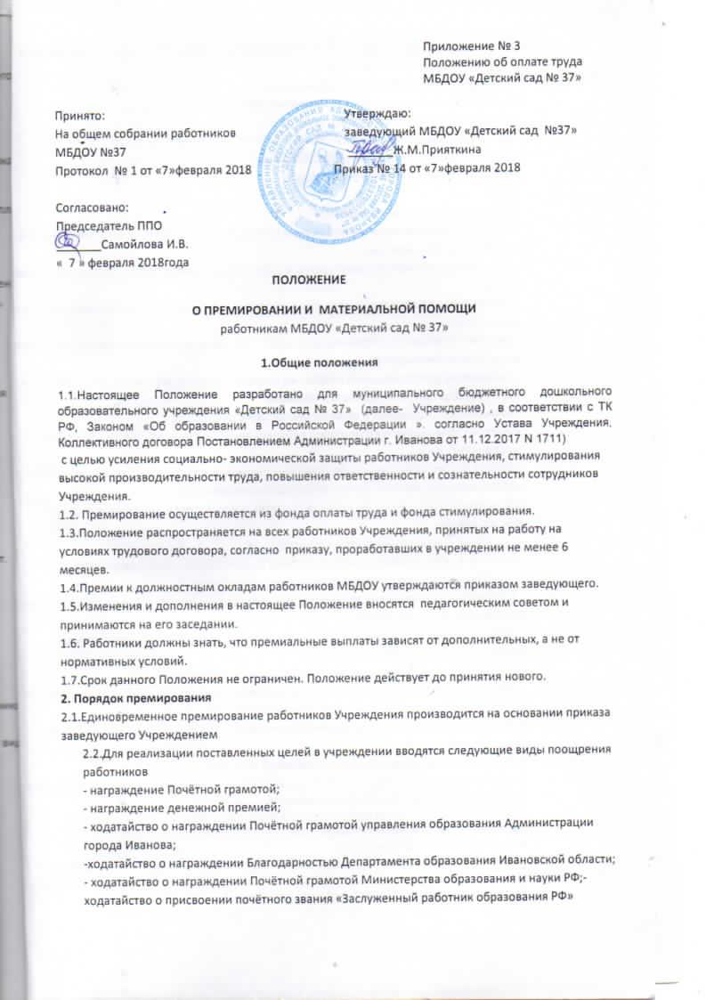 Приложение № 3
Положению об оплате труда
МБДОУ «Детский сад № 37»
Принято:
Утверждаю:
На общем собрании работников
заведующий МБДОУ «Детский сад №37»
МБДОУ №37
Ж.М.Прияткина
Протокол № 1 от «7»февраля 2018
Приказ № 14 от «7»февраля 2018
Согласовано:
Председатель ППО
Самойлова И.В.
« 7 » февраля 2018года
ПОЛОЖЕНИЕ
О ПРЕМИРОВАНИИ И МАТЕРИАЛЬНОЙ ПОМОЩИ
работникам МБДОУ «Детский сад № 37»
1.Общие положения
1.1.Настоящее Положение разработано для муниципального бюджетного дошкольного
образовательного учреждения «Детский сад № 37» (далее- Учреждение) , в соответствии с ТК
РФ, Законом «Об образовании в Российской Федерации ». согласно Устава Учреждения,
Коллективного договора Постановлением Администрации г. Иванова от 11.12.2017 N 1711)
с целью усиления социально- экономической защиты работников Учреждения, стимулирования
высокой производительности труда, повышения ответственности и сознательности сотрудников
Учреждения.
1.2. Премирование осуществляется из фонда оплаты труда и фонда стимулирования.
1.3.Положение распространяется на всех работников Учреждения, принятых на работу на
условиях трудового договора, согласно приказу, проработавших в учреждении не менее 6
месяцев.
1.4.Премии к должностным окладам работников МБДОУ утверждаются приказом заведующего.
1.5.Изменения и дополнения в настоящее Положение вносятся педагогическим советом и
принимаются на его заседании.
1.6. Работники должны знать, что премиальные выплаты зависят от дополнительных, а не от
нормативных условий.
1.7.Срок данного Положения не ограничен. Положение действует до принятия нового.
2. Порядок премирования
2.1.Единовременное премирование работников Учреждения производится на основании приказа
заведующего Учреждением
2.2.Для реализации поставленных целей в учреждении вводятся следующие виды поощрения
работников
- награждение Почётной грамотой;
- награждение денежной премией;
- ходатайство о награждении Почётной грамотой управления образования Администрации
города Иванова;
-ходатайство о награждении Благодарностью Департамента образования Ивановской области;
- ходатайство о награждении Почётной грамотой Министерства образования и науки РФ;-
ходатайство о присвоении почётного звания «Заслуженный работник образования РФ»